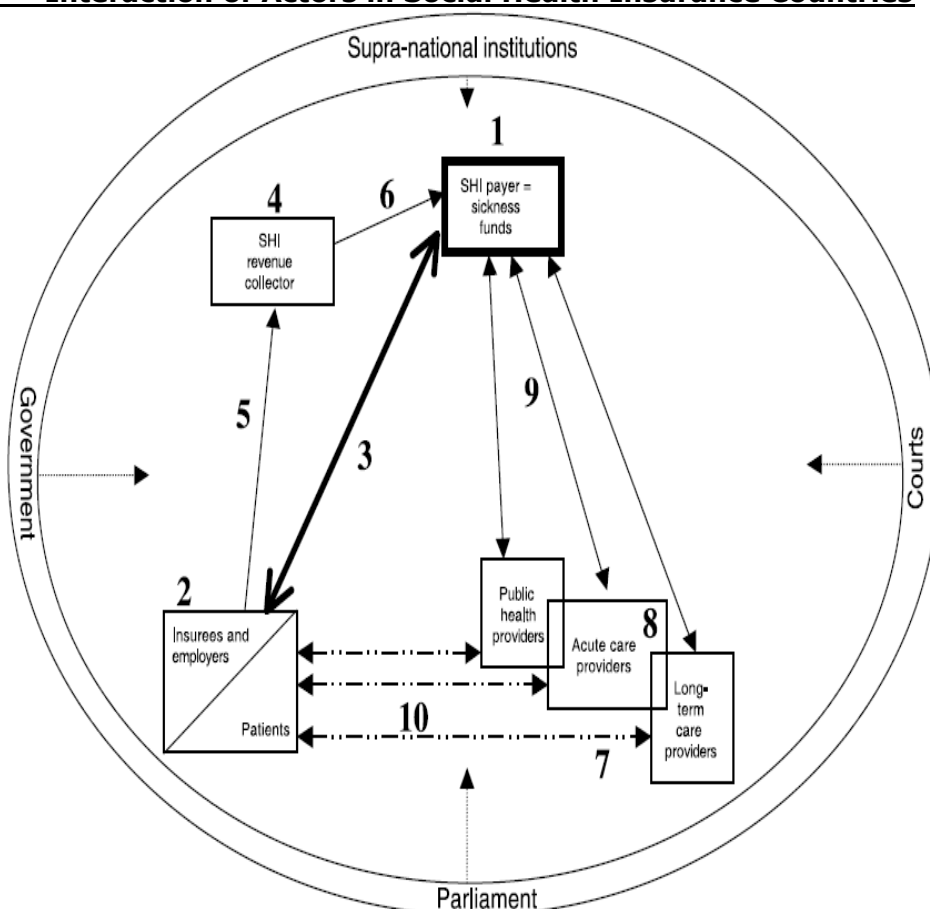 Interaction of Actors in Social Health Insurance Countries
Supra-national institutions
1
SHI payer =
sickness
funds
6
4
SHI
revenue
collector
Government
5
3
9
Courts
2
Insurees and
employers
Patients
Public
health
providers
8
Acute care
providers
Long-
term
care
providers
10
7
Parliament